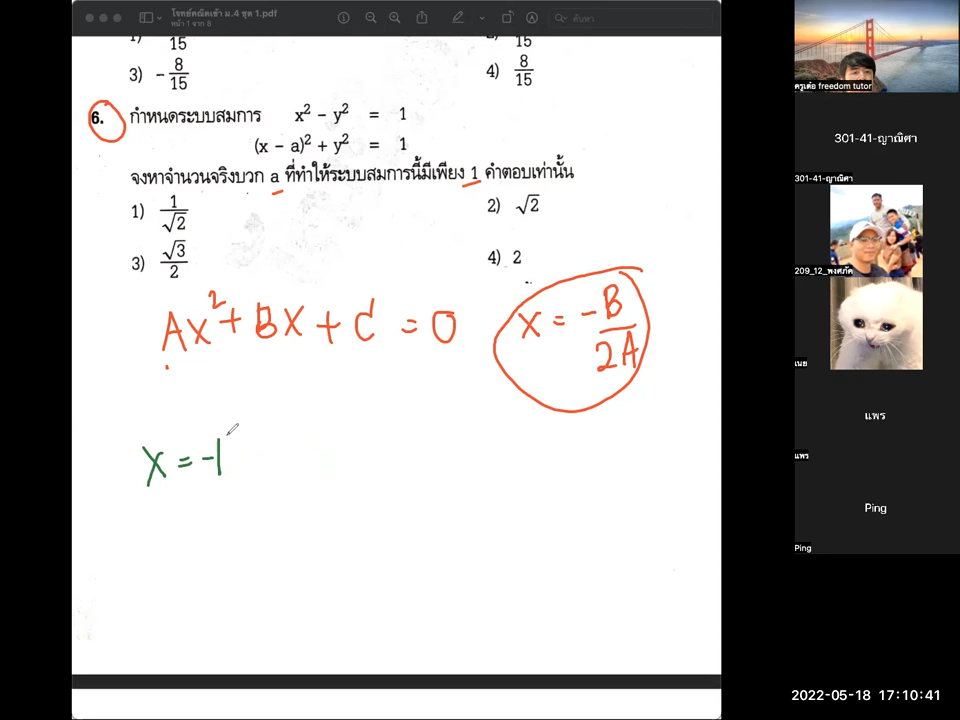 โจทย์คณิตเข้า ม.4 ชุด 1.pdf
หน้า 1 จาก 8
ค้นหา
15
15
3) - 8/15
4) 8/15
6. กำหนดระบบสมการ x² – y² = 1
(x – a)² + y² = 1
จงหาจำนวนจริงบวก a ที่ทำให้ระบบสมการนี้มีเพียง 1 คำตอบเท่านั้น
1) 1/√2
2) √2
3) √3/2
4) 2
Ax² + Bx + C = 0
x = -B/2A
x = -1
ครูเต๋อ freedom tutor
301-41-ญาณิศา
301-41-ญาณิศา
209_12_พงศภัค
เนย
แพร
แพร
Ping
Ping
2022-05-18 17:10:41